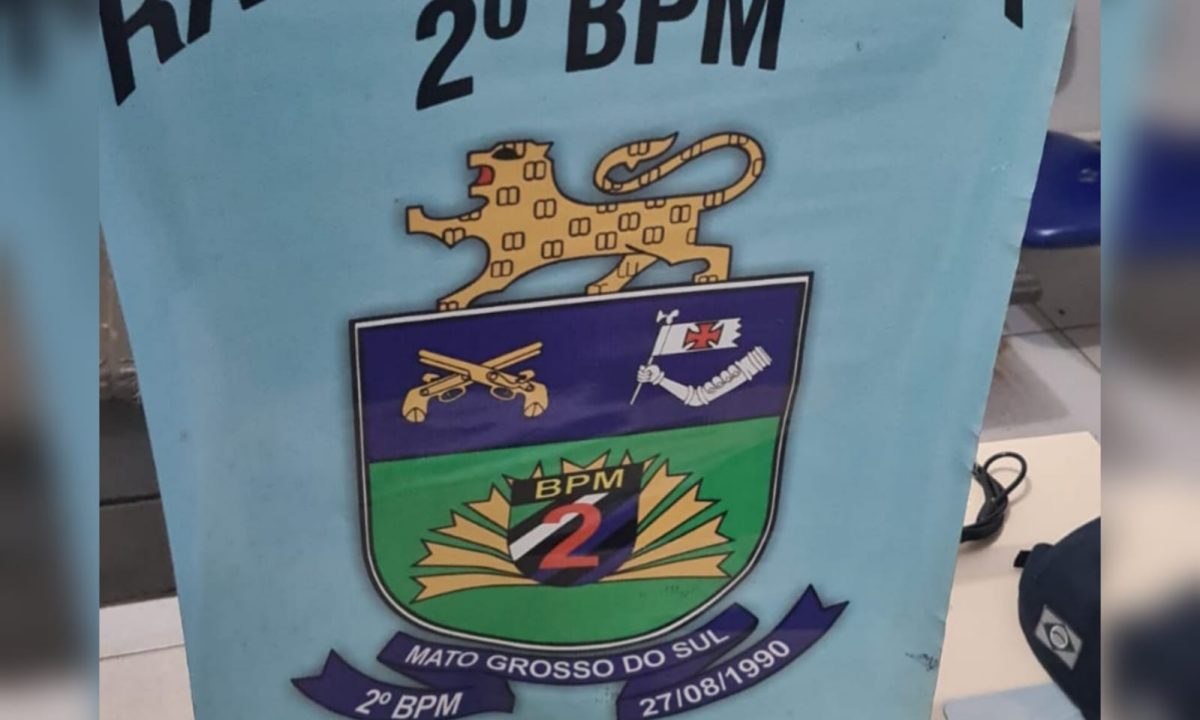 2º BPM
BPM
2
MATO GROSSO DO SUL
2º BPM
27/08/1990